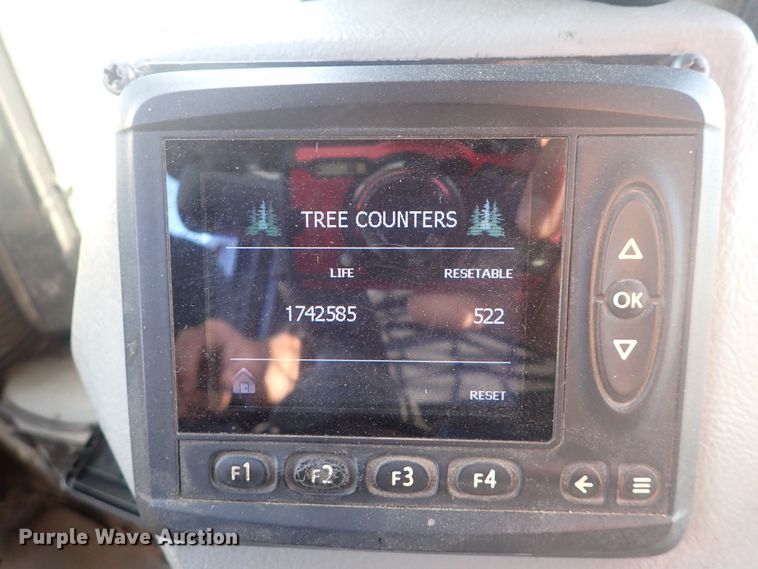 TREE COUNTERS
LIFE RESETABLE
1742585 522
RESET
OK
F1 F2 F3 F4
Purple Wave Auction